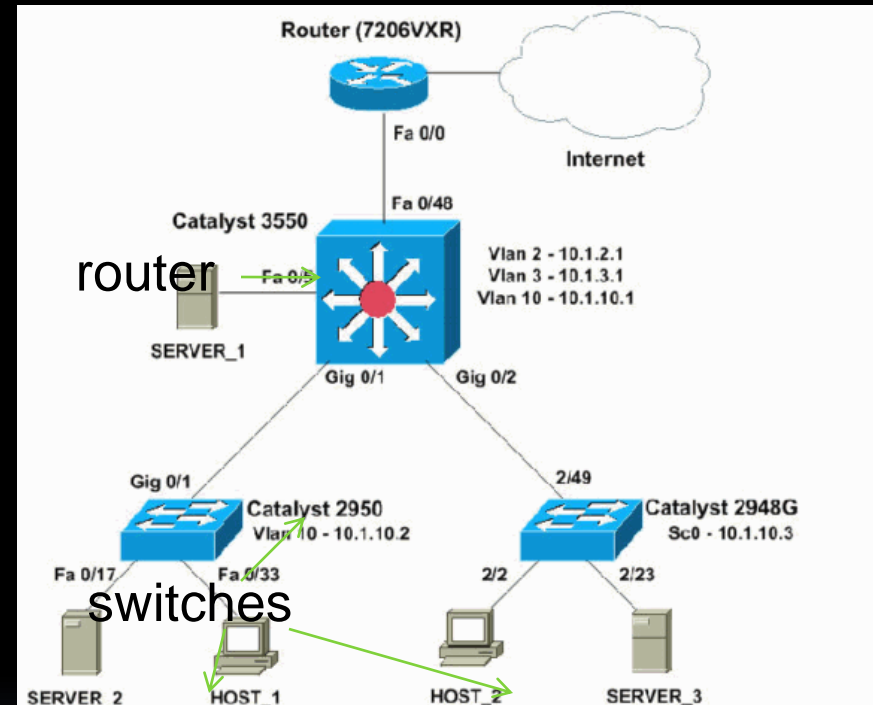 Router (7206VXR)
Fa 0/0
Internet
Fa 0/48
Catalyst 3550
Vlan 2 - 10.1.2.1
Vlan 3 - 10.1.3.1
Vlan 10 - 10.1.10.1
router
Fa 0/5
SERVER_1
Gig 0/1
Gig 0/2
Gig 0/1
2/49
Catalyst 2950
Vlan 10 - 10.1.10.2
Catalyst 2948G
Sc0 - 10.1.10.3
Fa 0/17
Fa 0/33
2/2
2/23
switches
SERVER_2
HOST_1
HOST_2
SERVER_3